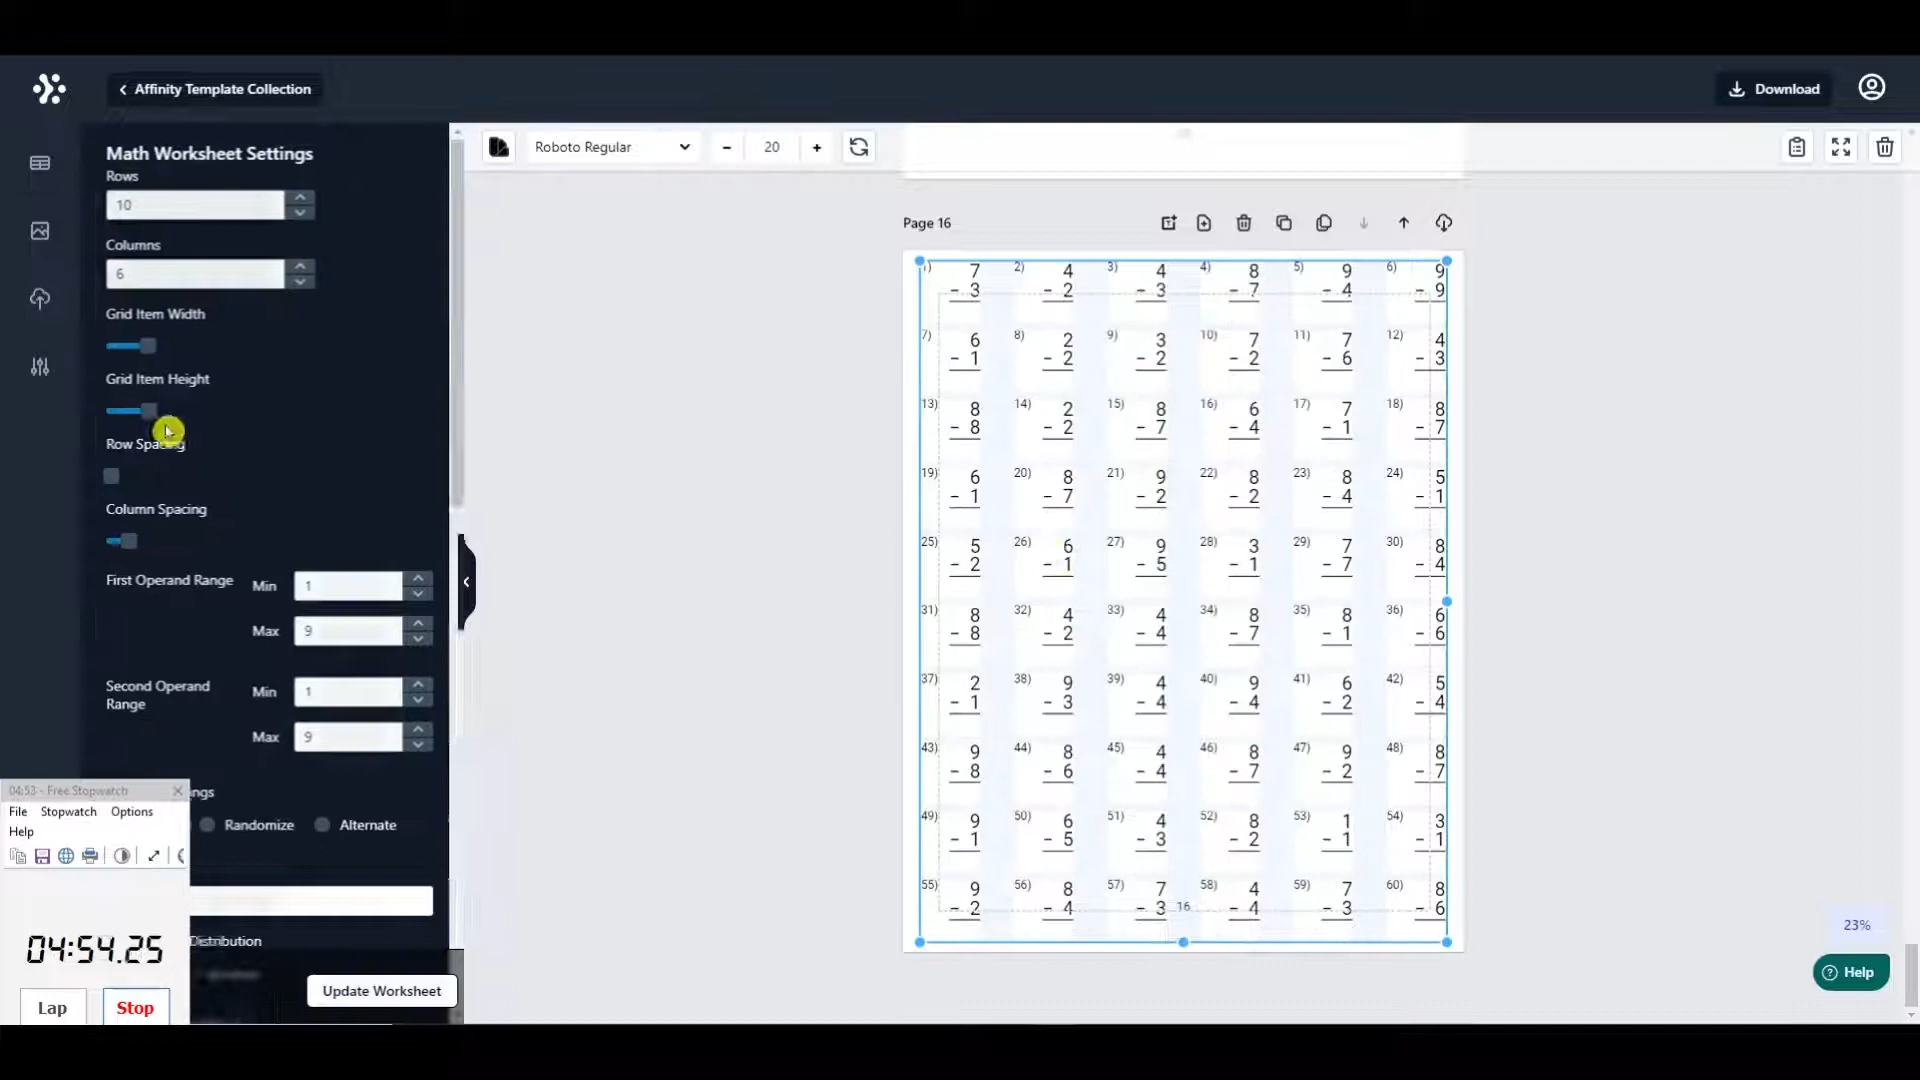 Affinity Template Collection
Download
Math Worksheet Settings
Rows
10
Columns
6
Grid Item Width
Grid Item Height
Row Spacing
Column Spacing
First Operand Range
Min
1
Max
9
Second Operand
Range
Min
1
Max
9
ngs
Randomize
Alternate
Distribution
Update Worksheet
04:53 - Free Stopwatch
File Stopwatch Options
Help
04:54.25
Lap
Stop
Roboto Regular
- 20 +
Page 16
1) 7 2) 4 3) 4 4) 8 5) 9 6) 9
- 3 - 2 - 3 - 7 - 4 - 9
7) 6 8) 2 9) 3 10) 7 11) 7 12) 4
- 1 - 2 - 2 - 2 - 6 - 3
13) 8 14) 2 15) 8 16) 6 17) 7 18) 8
- 8 - 2 - 7 - 4 - 1 - 7
19) 6 20) 8 21) 9 22) 8 23) 8 24) 5
- 1 - 7 - 2 - 2 - 4 - 1
25) 5 26) 6 27) 9 28) 3 29) 7 30) 8
- 2 - 1 - 5 - 1 - 7 - 4
31) 8 32) 4 33) 4 34) 8 35) 8 36) 6
- 8 - 2 - 4 - 7 - 1 - 6
37) 2 38) 9 39) 4 40) 9 41) 6 42) 5
- 1 - 3 - 4 - 4 - 2 - 4
43) 9 44) 8 45) 4 46) 8 47) 9 48) 8
- 8 - 6 - 4 - 7 - 2 - 7
49) 9 50) 6 51) 4 52) 8 53) 1 54) 3
- 1 - 5 - 3 - 2 - 1 - 1
55) 9 56) 8 57) 7 58) 4 59) 7 60) 8
- 2 - 4 - 3 16 - 4 - 3 - 6
23%
Help